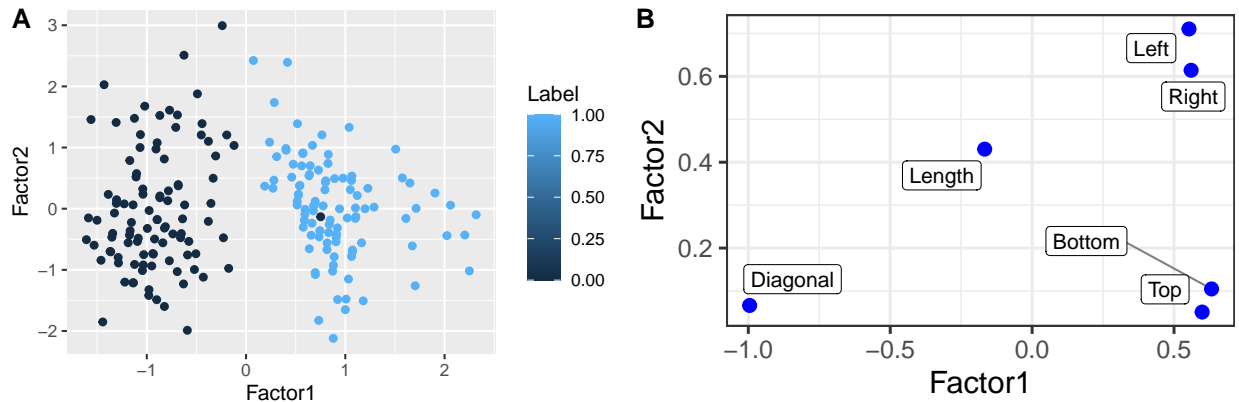 A
3
2
1
0
−1
−2
Factor2
−1
0
1
2
Factor1
Label
1.00
0.75
0.50
0.25
0.00
B
0.6
0.4
0.2
Factor2
Left
Right
Length
Bottom
Diagonal
Top
−1.0
−0.5
0.0
0.5
Factor1